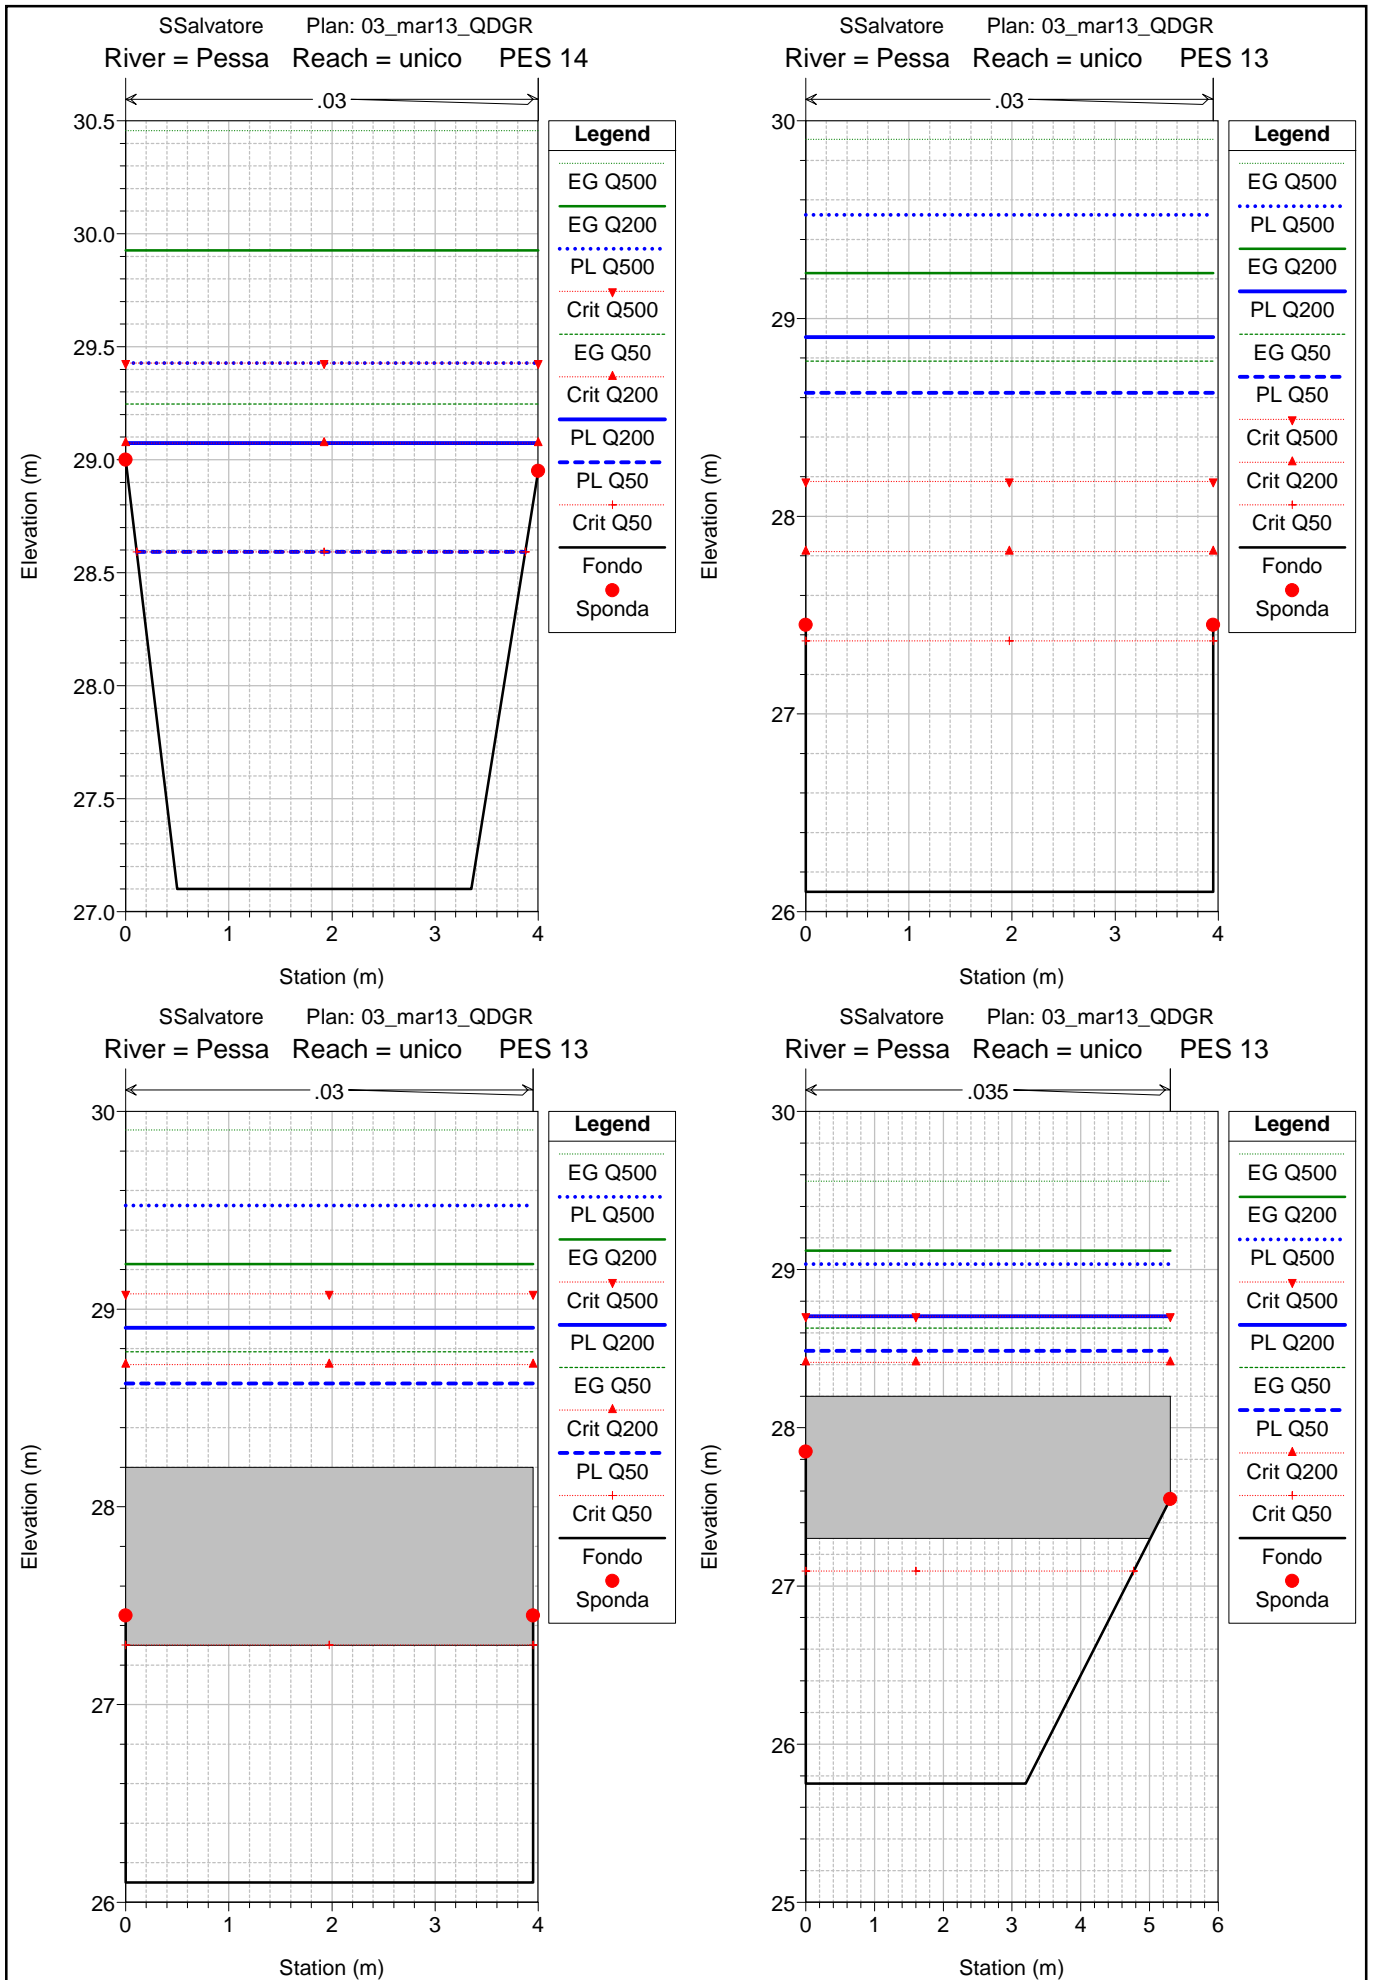 SSalvatore Plan: 03_mar13_QDGR
River = Pessa Reach = unico PES 14
.03
30.5
30.0
29.5
29.0
28.5
28.0
27.5
27.0
Elevation (m)
0 1 2 3 4
Station (m)
Legend
EG Q500
EG Q200
PL Q500
Crit Q500
EG Q50
Crit Q200
PL Q200
PL Q50
Crit Q50
Fondo
Sponda
SSalvatore Plan: 03_mar13_QDGR
River = Pessa Reach = unico PES 13
.03
30
29
28
27
26
Elevation (m)
0 1 2 3 4
Station (m)
Legend
EG Q500
PL Q500
EG Q200
PL Q200
EG Q50
PL Q50
Crit Q500
Crit Q200
Crit Q50
Fondo
Sponda
SSalvatore Plan: 03_mar13_QDGR
River = Pessa Reach = unico PES 13
.03
30
29
28
27
26
Elevation (m)
0 1 2 3 4
Station (m)
Legend
EG Q500
PL Q500
EG Q200
Crit Q500
PL Q200
EG Q50
Crit Q200
PL Q50
Crit Q50
Fondo
Sponda
SSalvatore Plan: 03_mar13_QDGR
River = Pessa Reach = unico PES 13
.035
30
29
28
27
26
25
Elevation (m)
0 1 2 3 4 5 6
Station (m)
Legend
EG Q500
EG Q200
PL Q500
Crit Q500
PL Q200
EG Q50
PL Q50
Crit Q200
Crit Q50
Fondo
Sponda